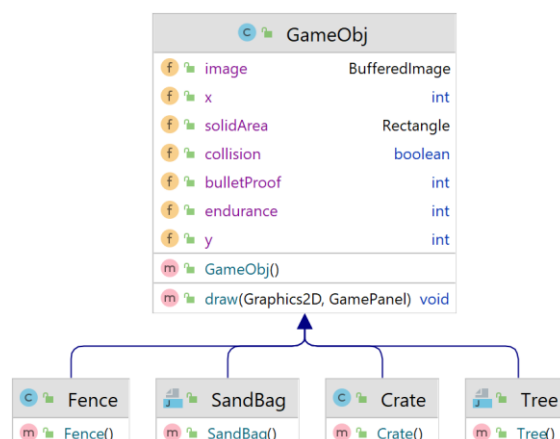 GameObj
image BufferedImage
x int
solidArea Rectangle
collision boolean
bulletProof int
endurance int
y int
GameObj()
draw(Graphics2D, GamePanel) void
Fence SandBag Crate Tree
Fence() SandBag() Crate() Tree()